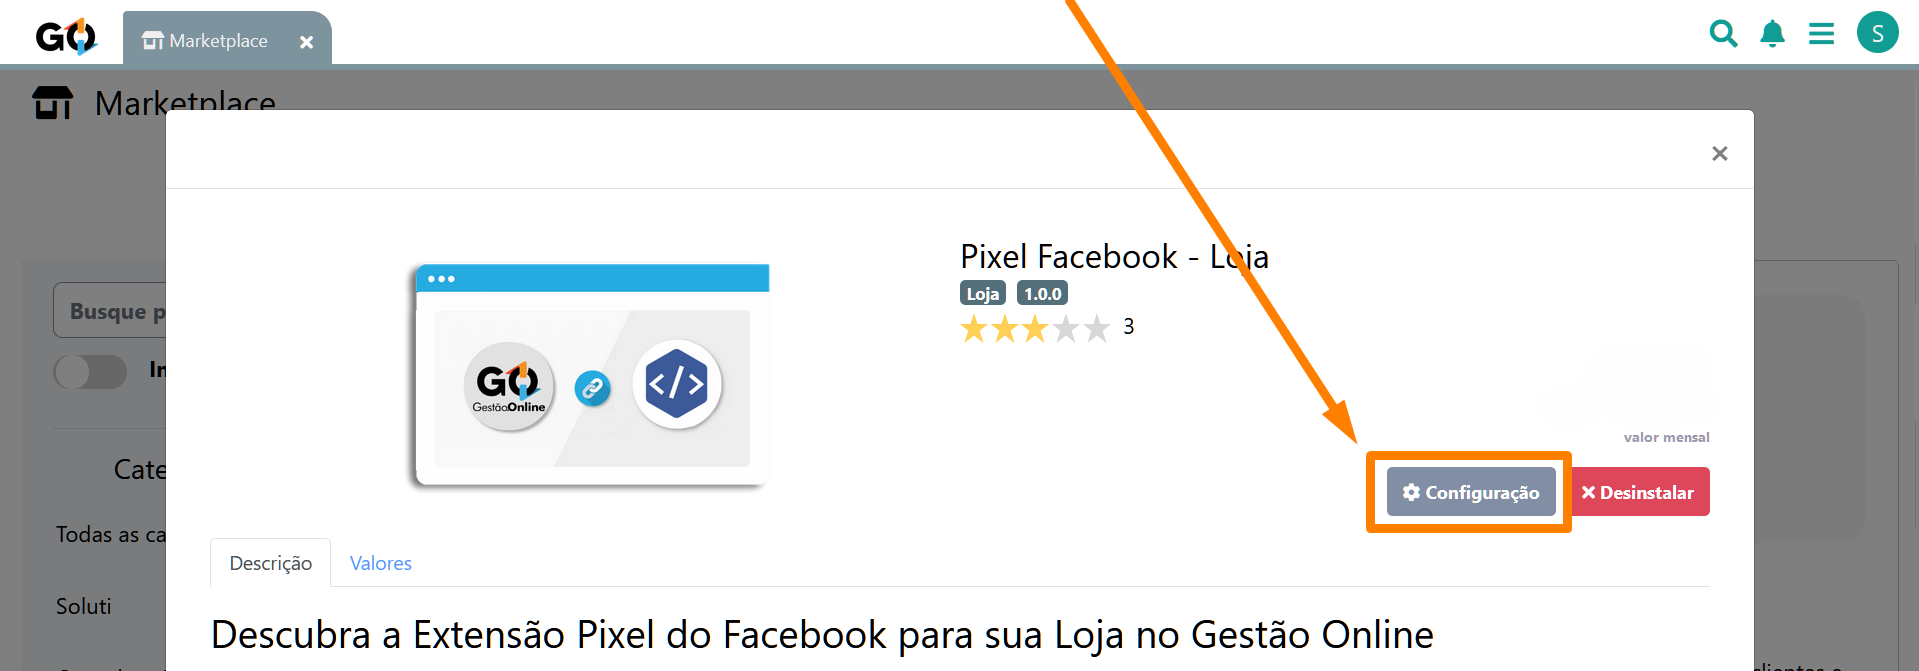 GO
Marketplace
S
Marketplace
Pixel Facebook - Loja
Loja 1.0.0
3
Busque p
In
GO
GestãoOnline
valor mensal
Configuração
Desinstalar
Cate
Todas as ca
Descrição
Valores
Soluti
Descubra a Extensão Pixel do Facebook para sua Loja no Gestão Online